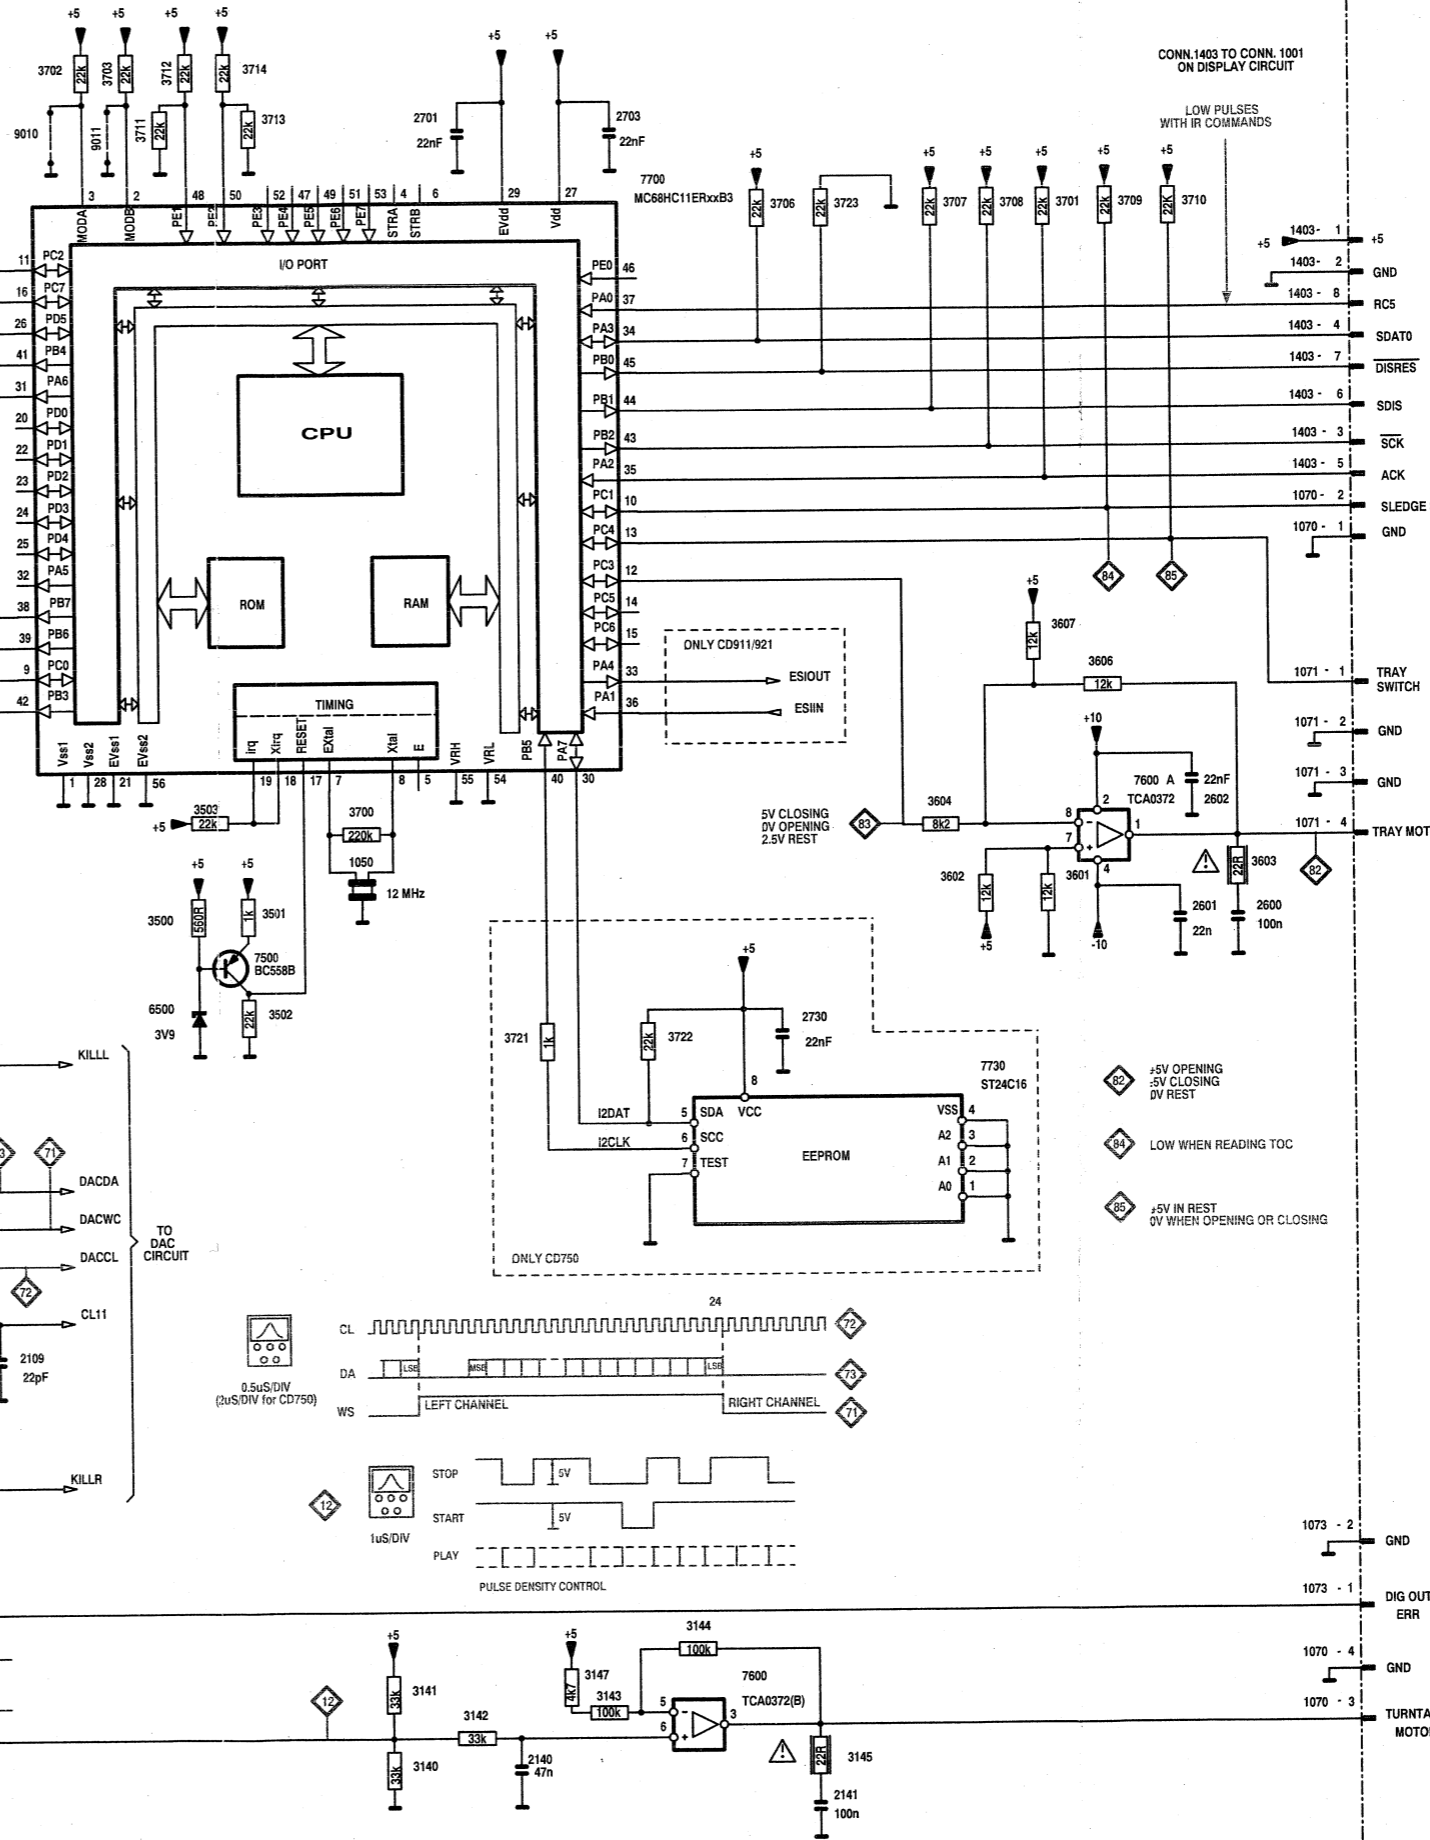 +5 +5 +5 +5 +5 +5
3702 22k 3703 22k 3712 22k 22k 3714
9010 9011 3711 22k 22k 3713
2701 22nF 2703 22nF
CONN.1403 TO CONN. 1001
ON DISPLAY CIRCUIT
LOW PULSES
WITH IR COMMANDS
7700
MC68HC11ERxxB3
+5 +5 +5 +5 +5 +5
22k 3706 22k 3723 22k 3707 22k 3708 22k 3701 22k 3709 22K 3710
3 2 48 50 52 47 49 51 53 4 6 29 27
MODA MODB PE1 PE2 PE3 PE4 PE5 PE6 PE7 STRA STRB EVdd Vdd
I/O PORT
11 PC2
16 PC7
26 PD5
41 PB4
31 PA6
20 PD0
22 PD1
23 PD2
24 PD3
25 PD4
32 PA5
38 PB7
39 PB6
9 PC0
42 PB3
CPU
ROM
RAM
TIMING
irq Xirq RESET EXtal Xtal E
PE0 46
PA0 37
PA3 34
PB0 45
PB1 44
PB2 43
PA2 35
PC1 10
PC4 13
PC3 12
PC5 14
PC6 15
PA4 33
PA1 36
Vss1 Vss2 EVss1 EVss2 VRH VRL PB5 PA7
1 28 21 56 19 18 17 7 8 5 55 54 40 30
+5 1403- 1 +5
1403- 2 GND
1403 - 8 RC5
1403 - 4 SDAT0
1403 - 7 DISRES
1403 - 6 SDIS
1403 - 3 SCK
1403 - 5 ACK
1070 - 2 SLEDGE
1070 - 1 GND
84 85
ONLY CD911/921
ESIOUT
ESIIN
+5
12k 3607
3606
12k
1071 - 1 TRAY
SWITCH
1071 - 2 GND
1071 - 3 GND
1071 - 4 TRAY MOT
+10
7600 A
TCA0372
22nF
2602
5V CLOSING
0V OPENING
2.5V REST
83
3604
8k2
8 - 2
7 + 1
4
3602 12k 12k 3601
+5 -10
2601
22n
22R 3603
2600
100n
82
3503
+5 22k
3700
220k
1050
12 MHz
+5 +5
3500 560R 1k 3501
7500
BC558B
6500
3V9
22k 3502
3721 1k
+5
22k 3722
2730
22nF
7730
ST24C16
8
I2DAT 5 SDA VCC VSS 4
I2CLK 6 SCC A2 3
7 TEST EEPROM A1 2
A0 1
ONLY CD750
82 +5V OPENING
-5V CLOSING
0V REST
84 LOW WHEN READING TOC
85 +5V IN REST
0V WHEN OPENING OR CLOSING
KILLL
3 71
DACDA
DACWC
DACCL
72
CL11
TO
DAC
CIRCUIT
2109
22pF
KILLR
0.5uS/DIV
(2uS/DIV for CD750)
24
CL 72
DA LSB MSB LSB 73
WS LEFT CHANNEL RIGHT CHANNEL 71
12
1uS/DIV
STOP 5V
START 5V
PLAY
PULSE DENSITY CONTROL
1073 - 2 GND
1073 - 1 DIG OUT
ERR
1070 - 4 GND
1070 - 3 TURNTA
MOTO
+5
33k 3141
12
33k 3140
3142
33k
2140
47n
+5
4k7 3147
3143
100k
3144
100k
7600
TCA0372(B)
5 - 3
6 +
22R 3145
2141
100n